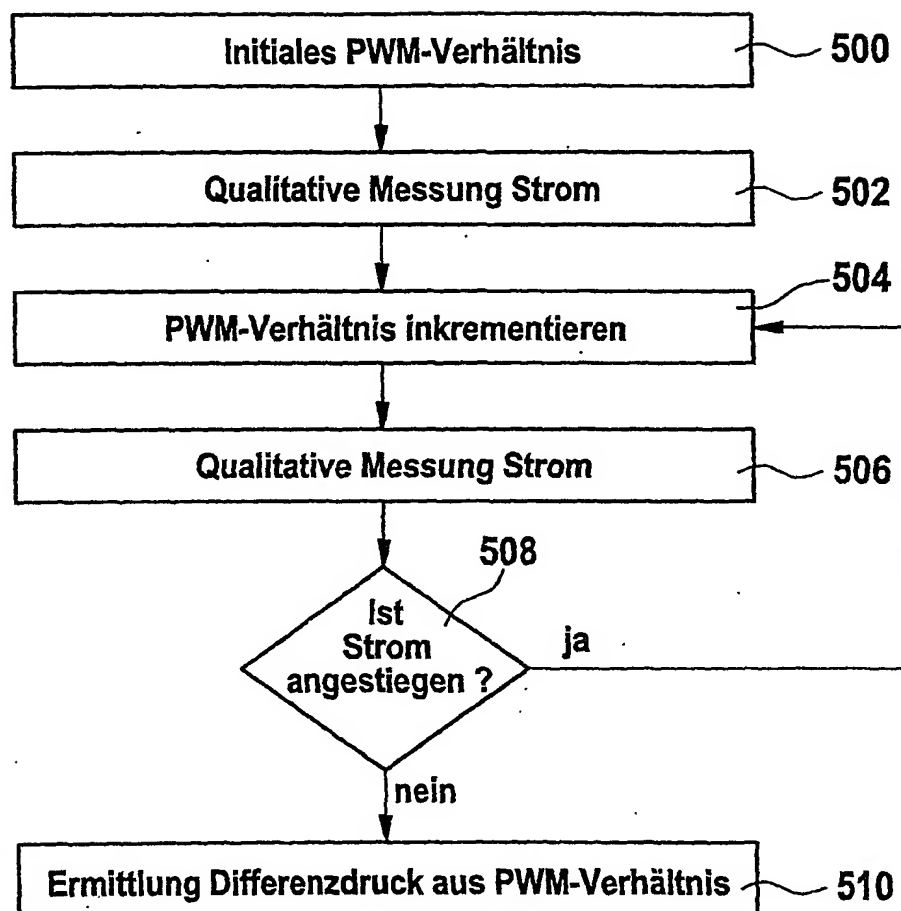 Initiales PWM-Verhältnis
500
Qualitative Messung Strom
502
504
PWM-Verhältnis inkrementieren
Qualitative Messung Strom
506
508
Ist
Strom
angestiegen ?
ja
nein
Ermittlung Differenzdruck aus PWM-Verhältnis
510